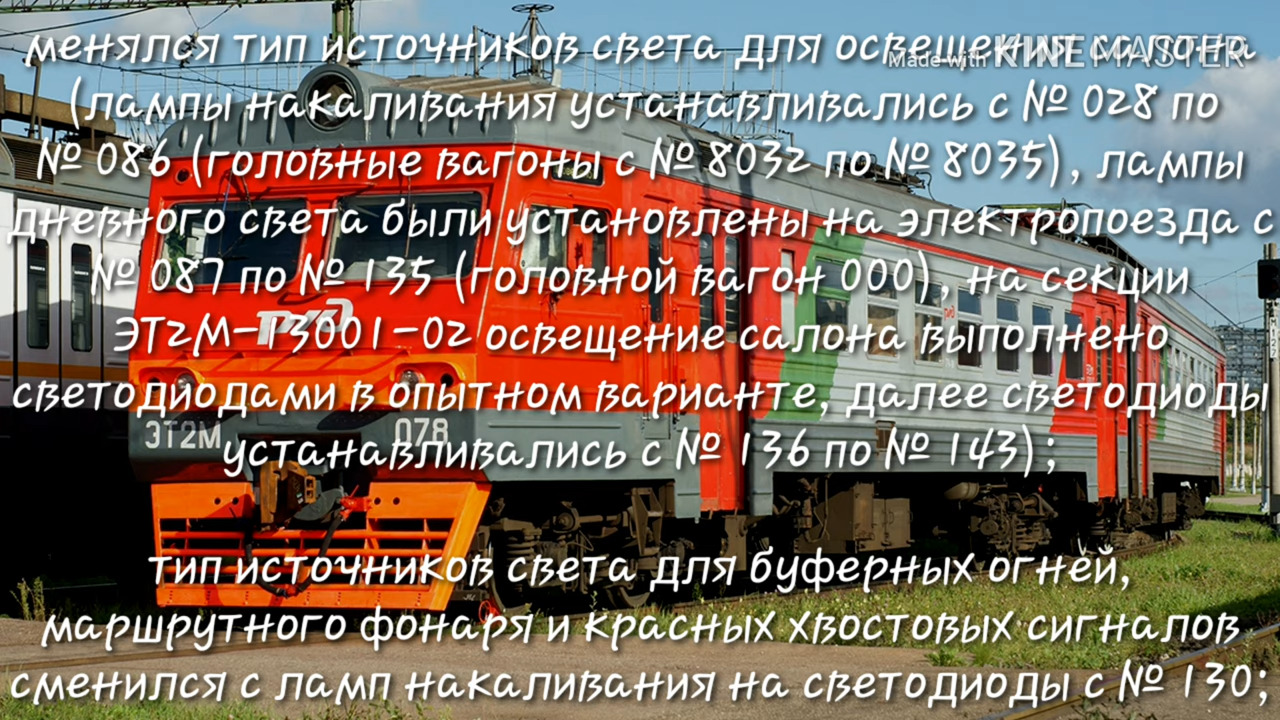 менялся тип источников света для освещения салона
Made with KINEMASTER
(лампы накаливания устанавливались с № 028 по
№ 086 (головные вагоны с № 8032 по № 8035), лампы
дневного света были установлены на электропоезда с
№ 087 по № 135 (головной вагон 000), на секции
ЭТ2М-13001-02 освещение салона выполнено
светодиодами в опытном варианте, далее светодиоды
устанавливались с № 136 по № 143);
тип источников света для буферных огней,
маршрутного фонаря и красных хвостовых сигналов
сменился с ламп накаливания на светодиоды с № 130;
РЖД
ЭТ2М
078